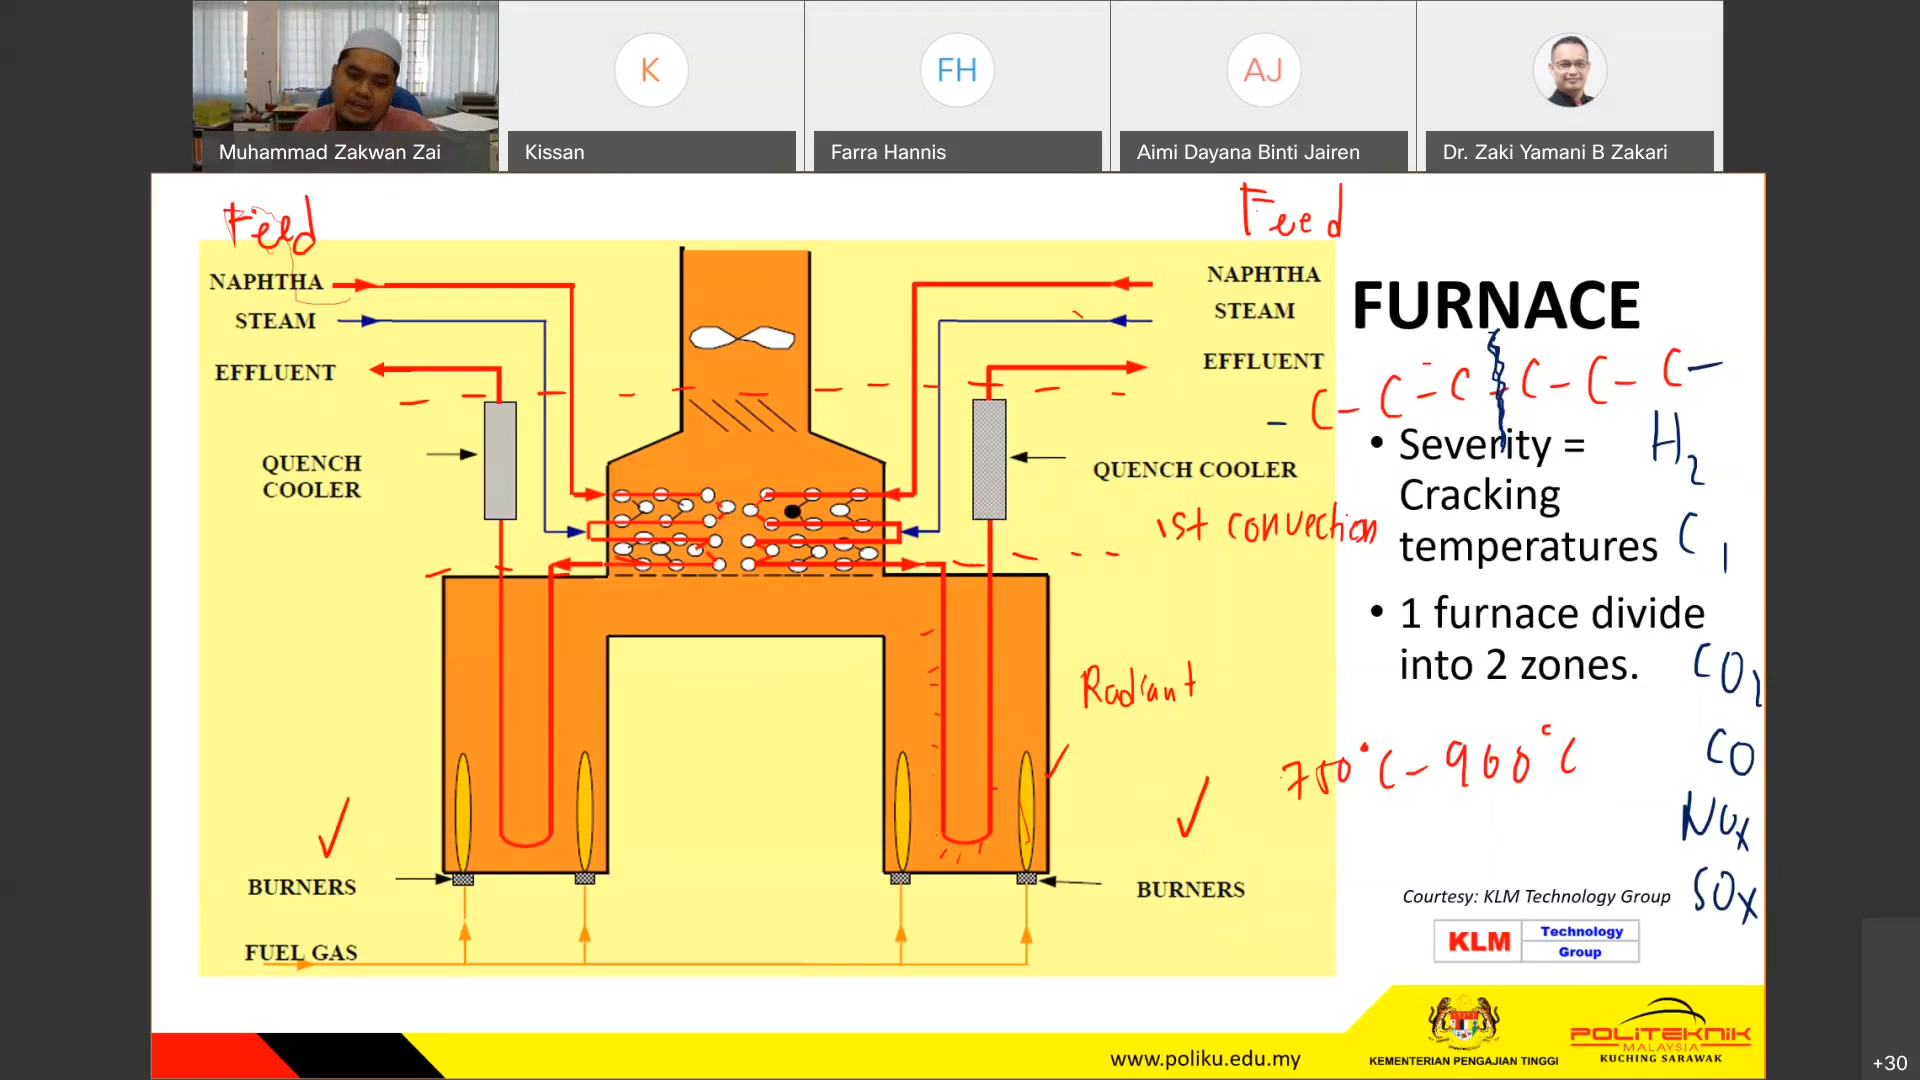 K
FH
AJ
Muhammad Zakwan Zai
Kissan
Farra Hannis
Aimi Dayana Binti Jairen
Dr. Zaki Yamani B Zakari
Feed
Feed
NAPHTHA
STEAM
EFFLUENT
QUENCH
COOLER
NAPHTHA
STEAM
EFFLUENT
QUENCH COOLER
1st convection
Radiant
BURNERS
BURNERS
FUEL GAS
FURNACE
- C - C - C - C - C - C -
• Severity =
Cracking
temperatures
• 1 furnace divide
into 2 zones.
H2
C1
CO2
CO
NOx
SOx
750°C - 900°C
Courtesy: KLM Technology Group
KLM Technology
Group
www.poliku.edu.my
KEMENTERIAN PENGAJIAN TINGGI
POLITEKNIK
MALAYSIA
KUCHING SARAWAK
+30